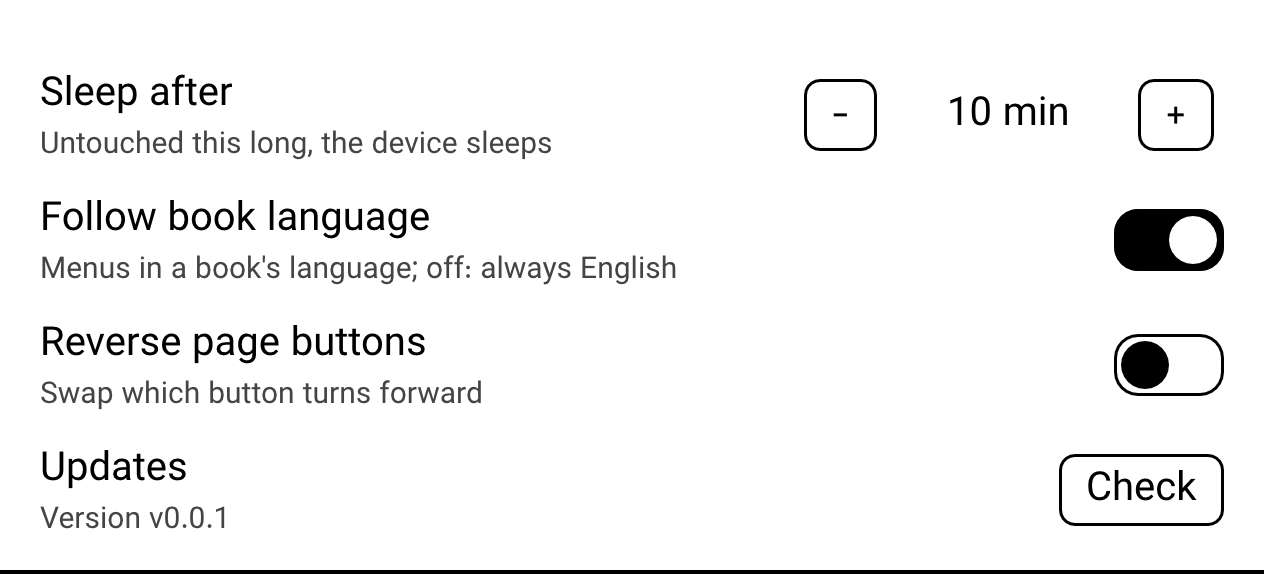 Sleep after
Untouched this long, the device sleeps
− 10 min +
Follow book language
Menus in a book's language; off: always English
Reverse page buttons
Swap which button turns forward
Updates
Version v0.0.1
Check